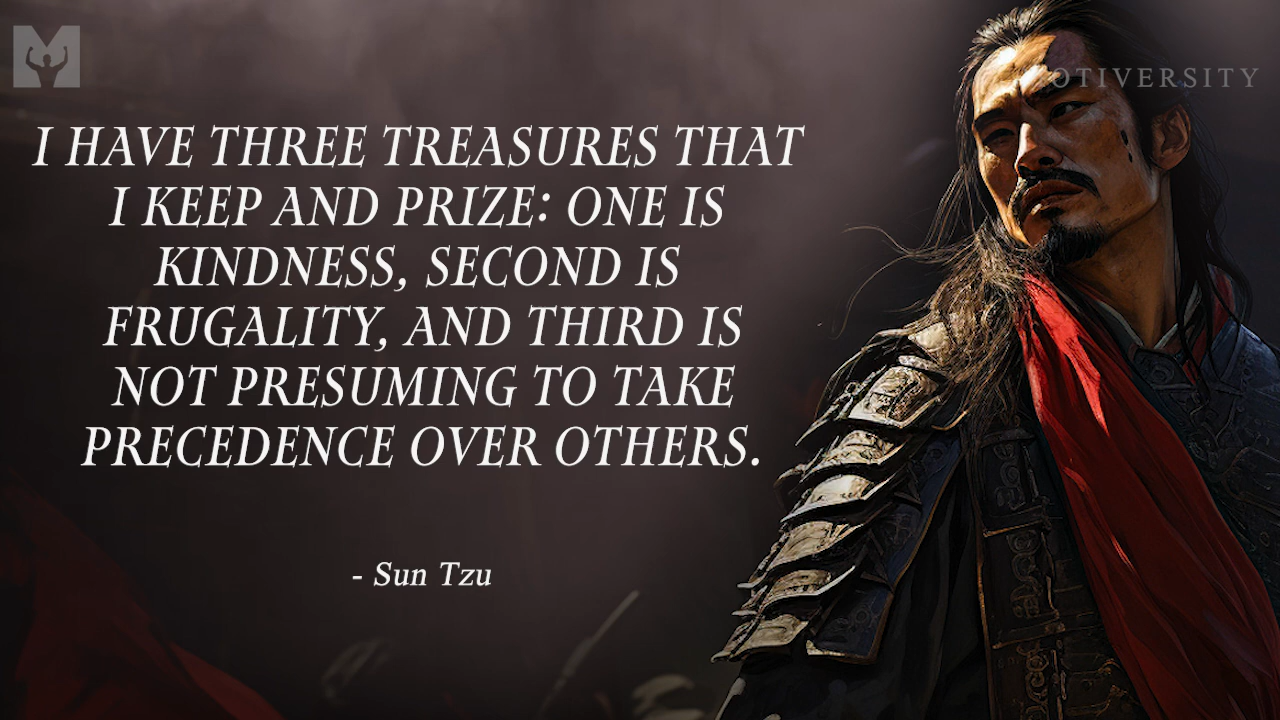 OTIVERSITY
I HAVE THREE TREASURES THAT
I KEEP AND PRIZE: ONE IS
KINDNESS, SECOND IS
FRUGALITY, AND THIRD IS
NOT PRESUMING TO TAKE
PRECEDENCE OVER OTHERS.
- Sun Tzu